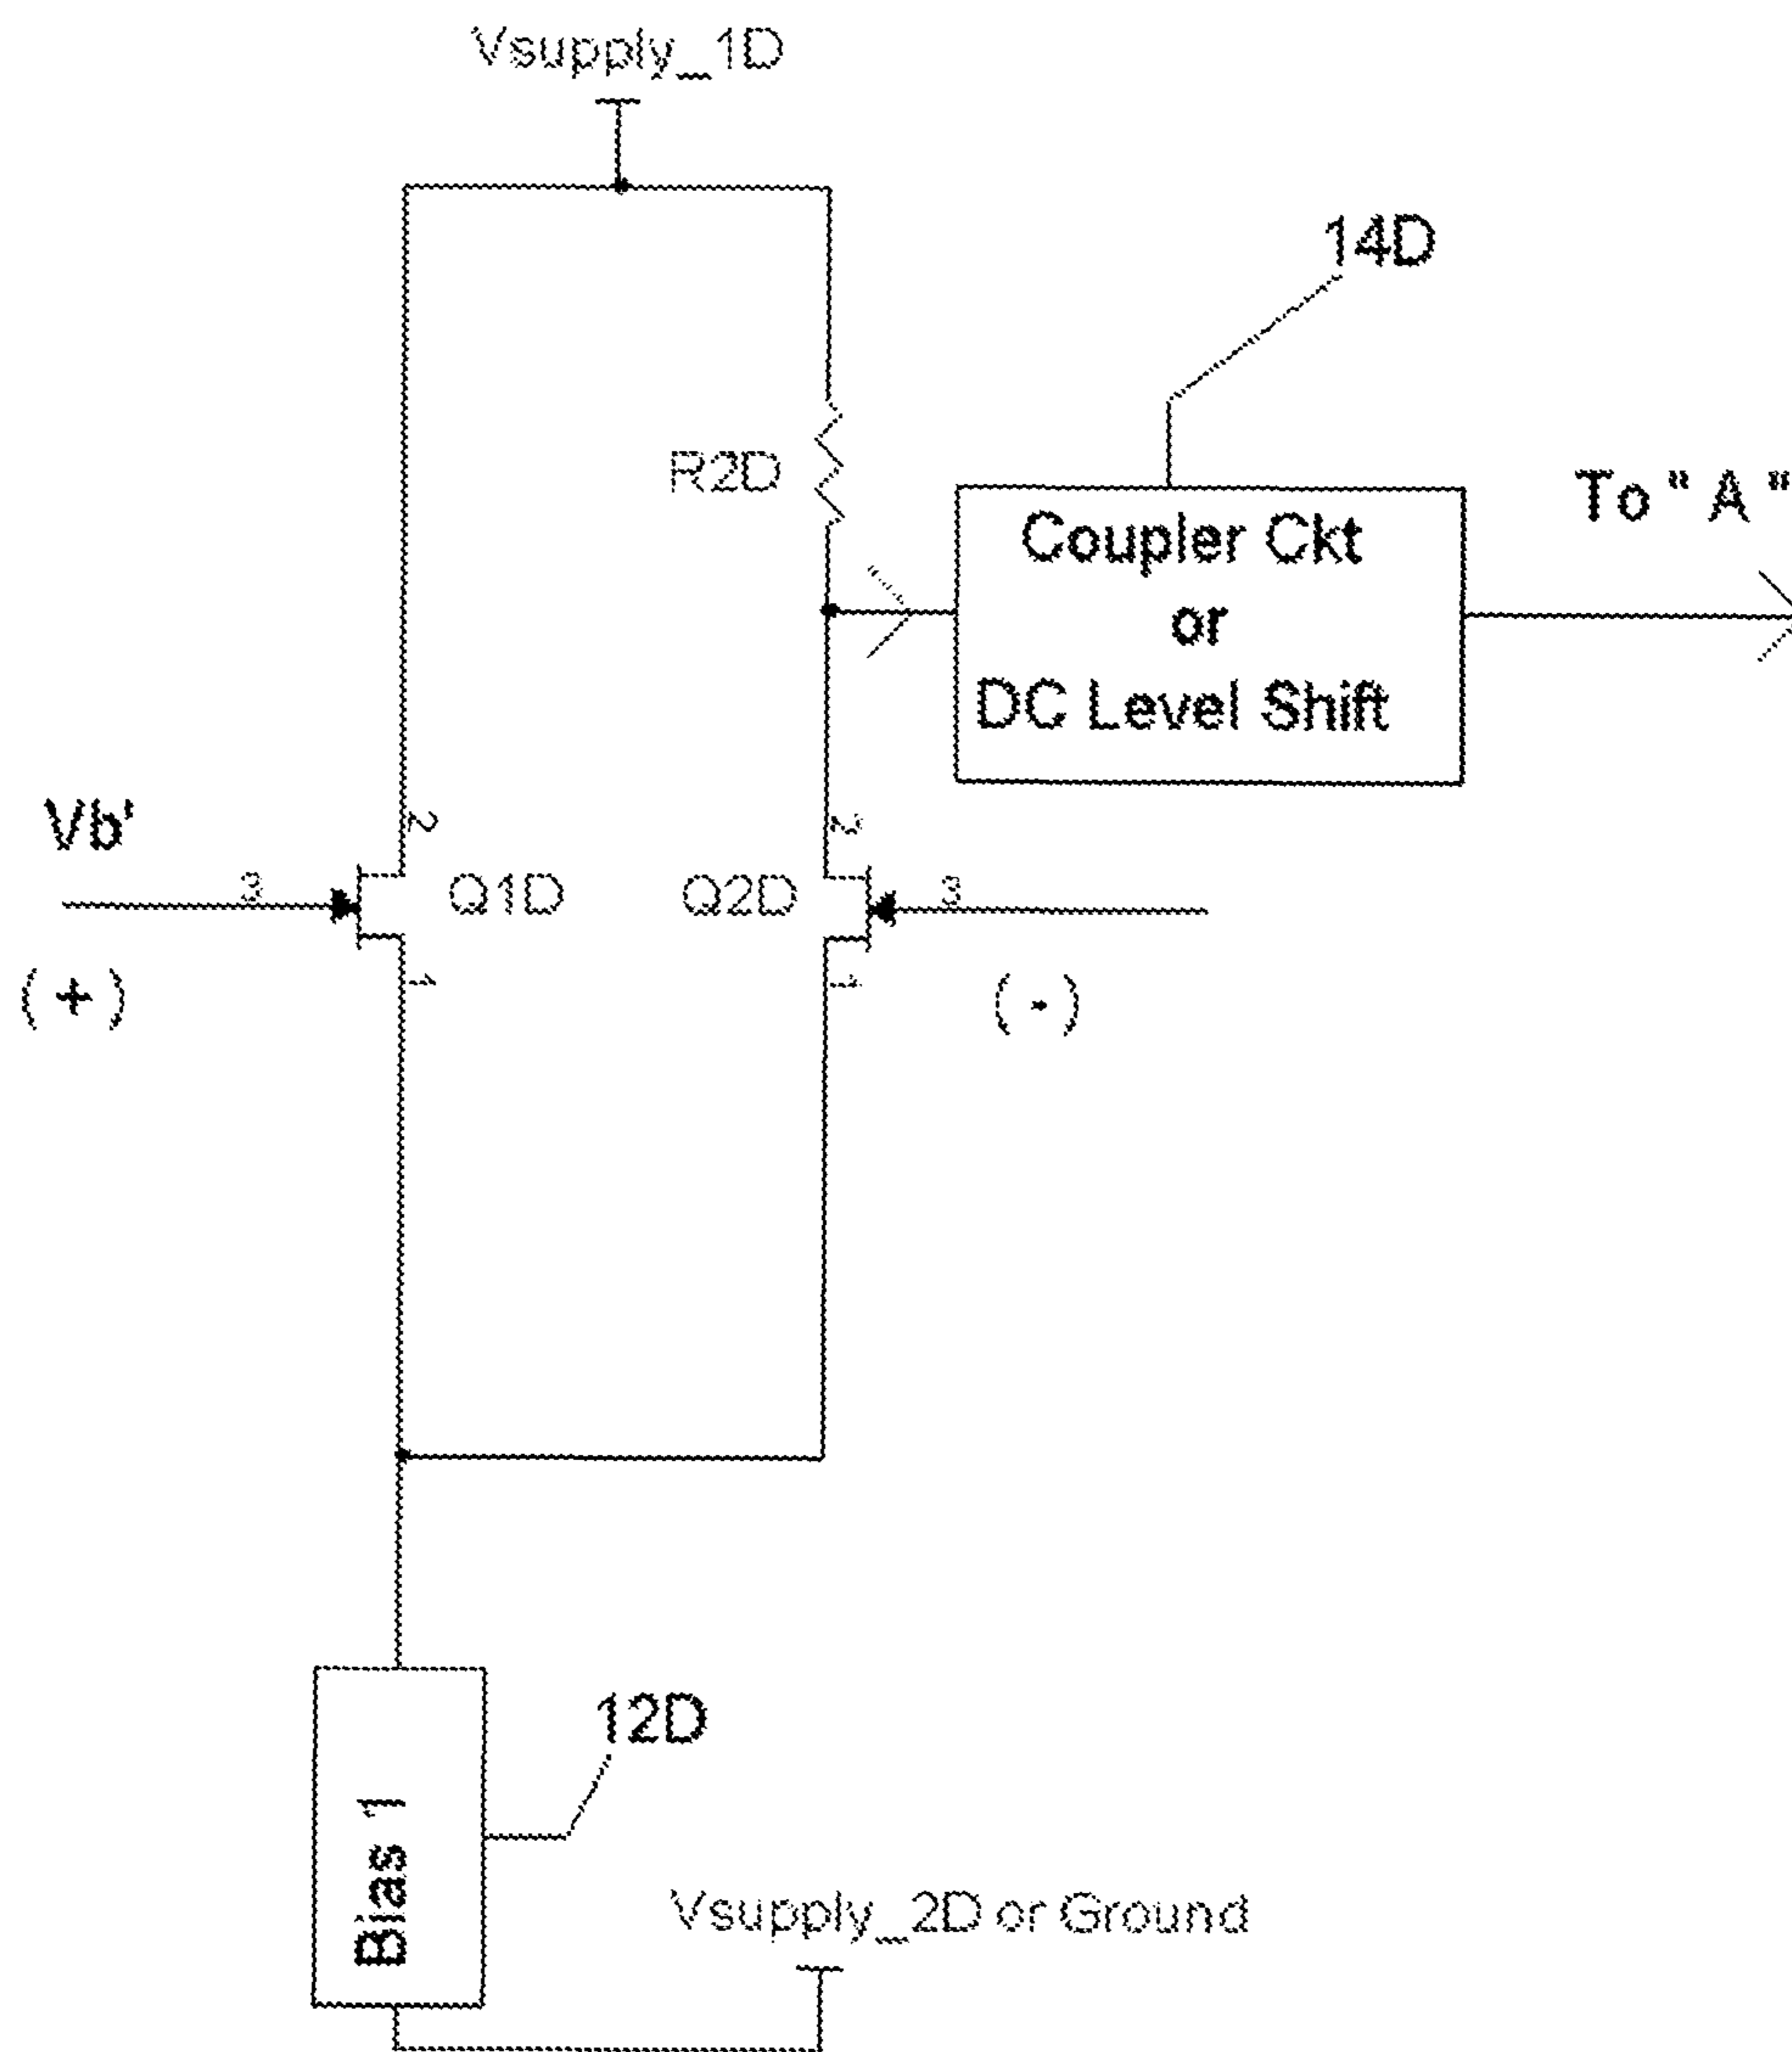 Vsupply_1D
14D
R2D
To " A "
Coupler Ckt
or
DC Level Shift
Vb'
2
2
3
Q1D
Q2D
3
(+)
1
1
(-)
12D
Bias 1
Vsupply_2D or Ground